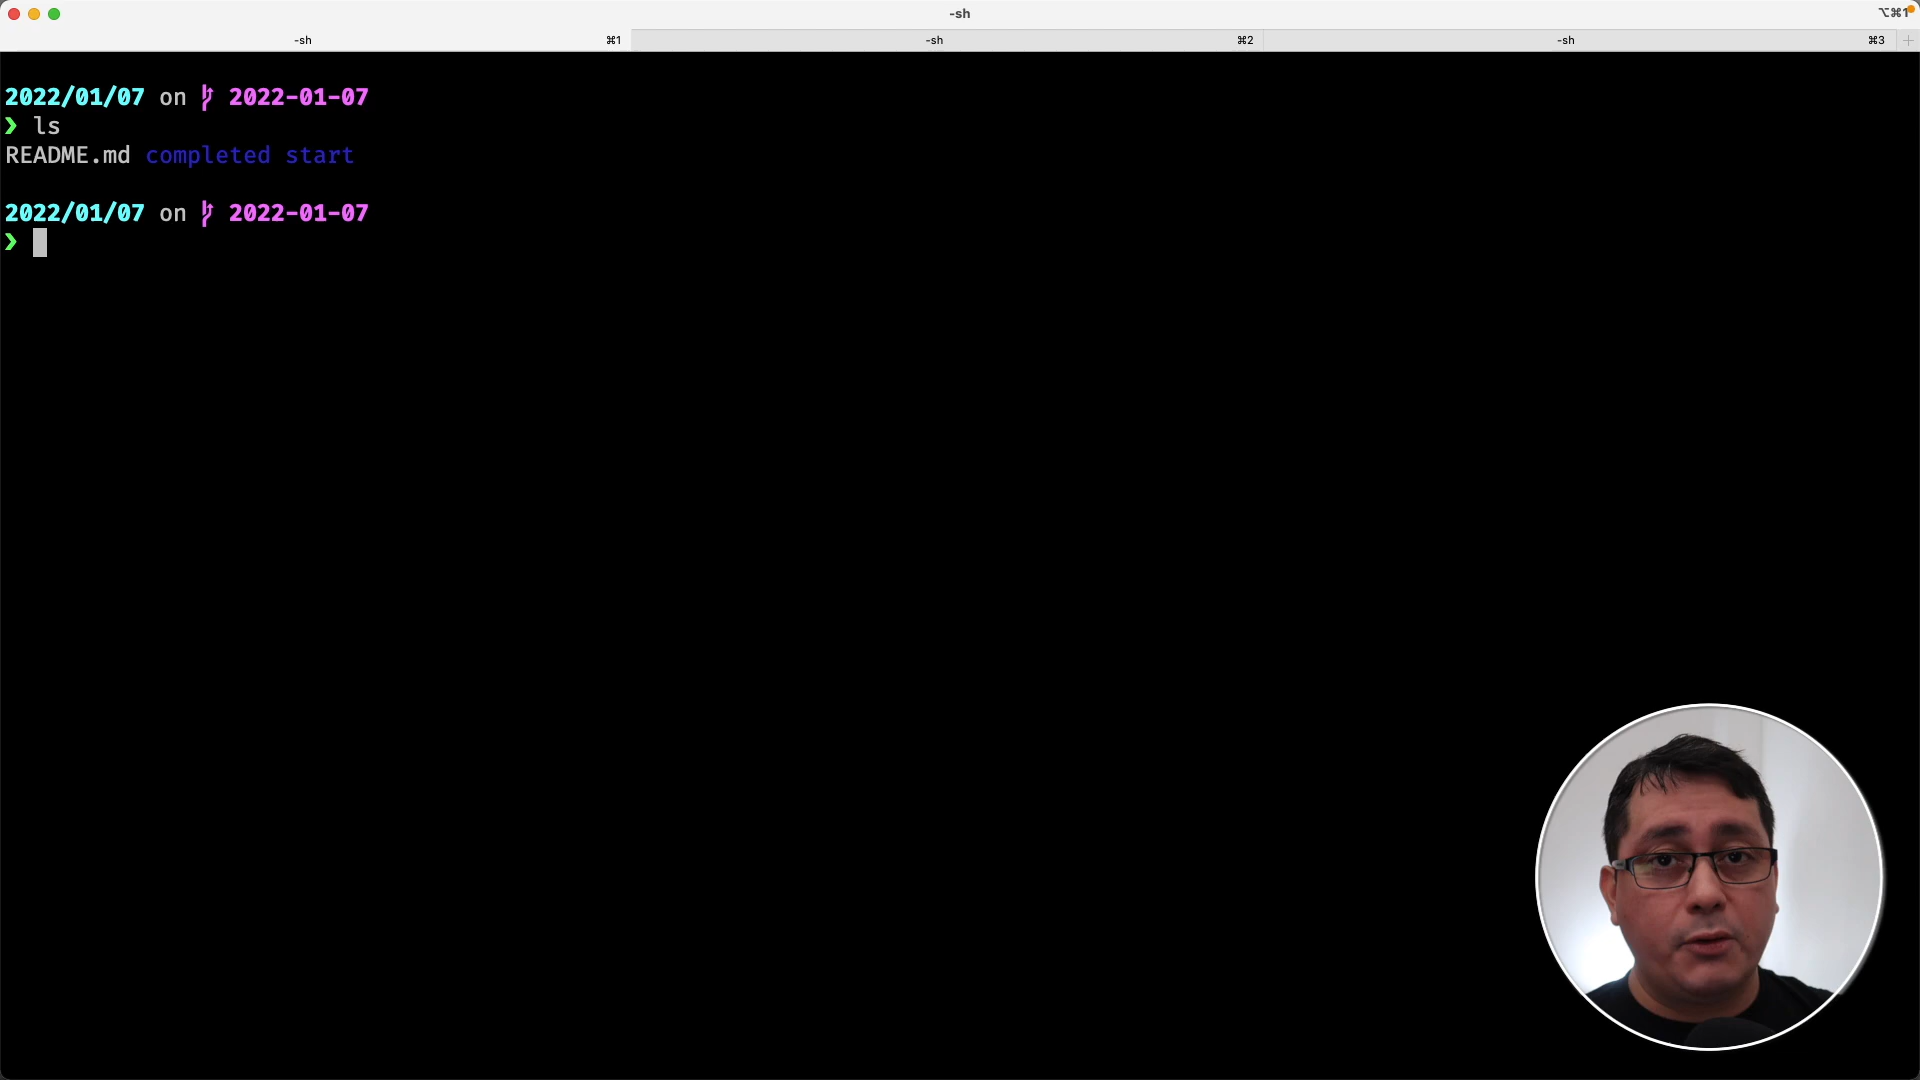 -sh
⌥⌘1
-sh ⌘1 -sh ⌘2 -sh ⌘3
2022/01/07 on 2022-01-07
❯ ls
README.md completed start
2022/01/07 on 2022-01-07
❯